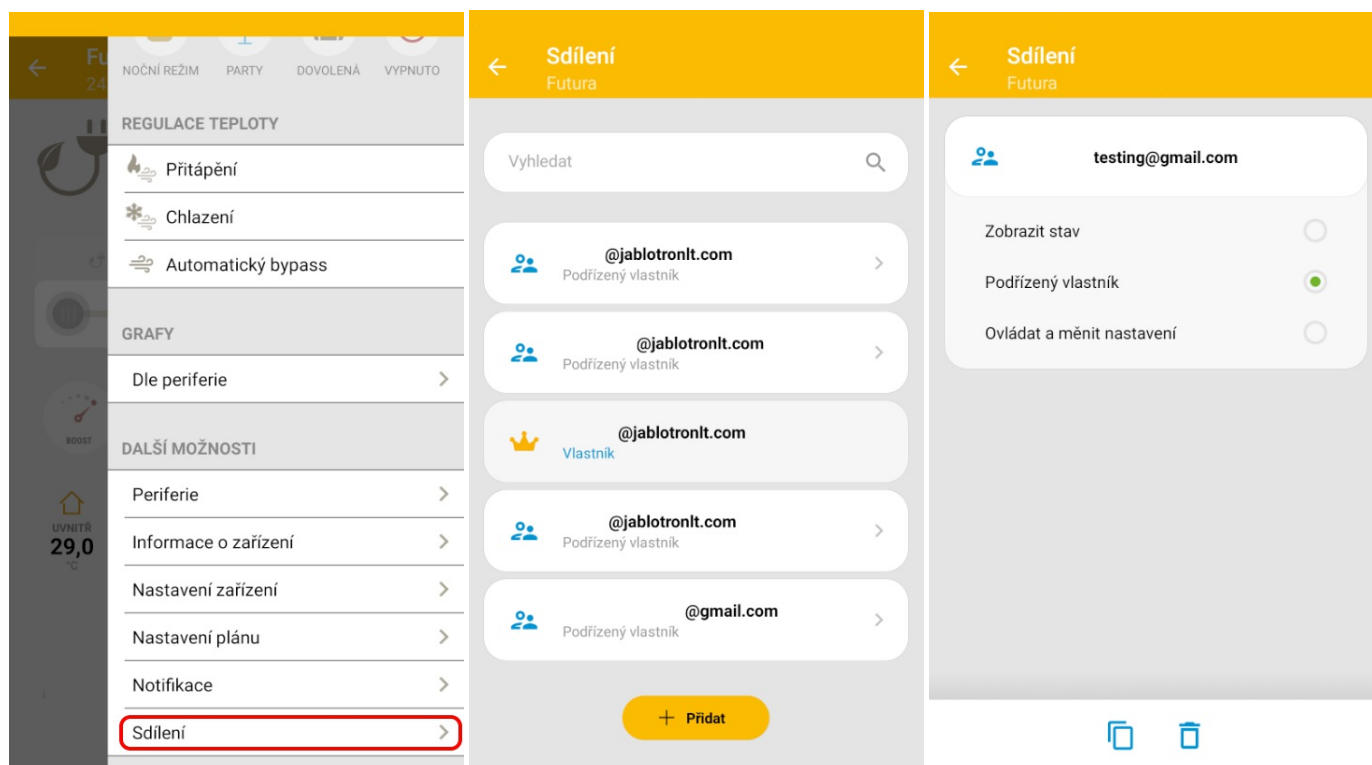 Fu
24
NOČNÍ REŽIM PARTY DOVOLENÁ VYPNUTO
REGULACE TEPLOTY
Přitápění
Chlazení
Automatický bypass
GRAFY
Dle periferie
BOOST
DALŠÍ MOŽNOSTI
Periferie
UVNITŘ
29,0
°C
Informace o zařízení
Nastavení zařízení
Nastavení plánu
Notifikace
Sdílení
Sdílení
Futura
Vyhledat
@jablotronlt.com
Podřízený vlastník
@jablotronlt.com
Podřízený vlastník
@jablotronlt.com
Vlastník
@jablotronlt.com
Podřízený vlastník
@gmail.com
Podřízený vlastník
+ Přidat
Sdílení
Futura
testing@gmail.com
Zobrazit stav
Podřízený vlastník
Ovládat a měnit nastavení